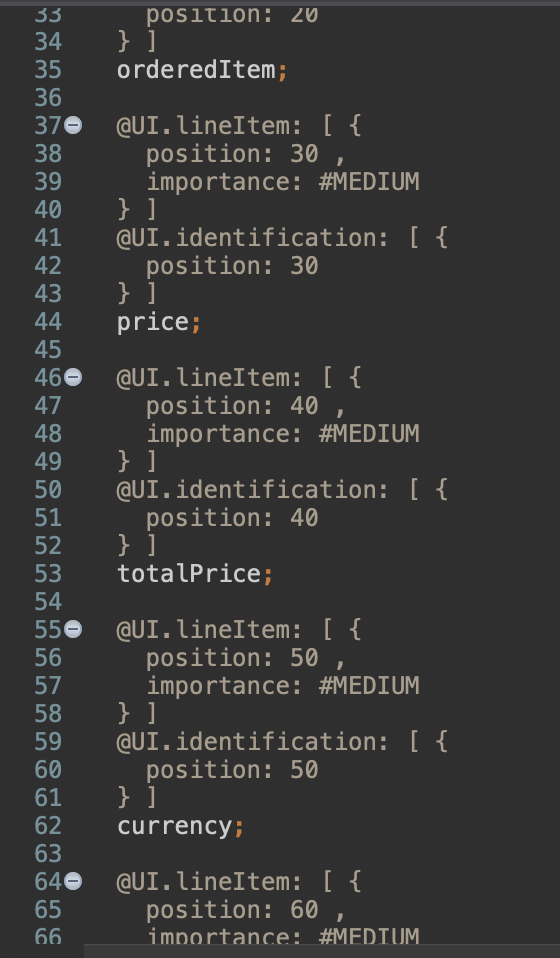 33 position: 20
34 } ]
35 orderedItem;
36
37 @UI.lineItem: [ {
38 position: 30 ,
39 importance: #MEDIUM
40 } ]
41 @UI.identification: [ {
42 position: 30
43 } ]
44 price;
45
46 @UI.lineItem: [ {
47 position: 40 ,
48 importance: #MEDIUM
49 } ]
50 @UI.identification: [ {
51 position: 40
52 } ]
53 totalPrice;
54
55 @UI.lineItem: [ {
56 position: 50 ,
57 importance: #MEDIUM
58 } ]
59 @UI.identification: [ {
60 position: 50
61 } ]
62 currency;
63
64 @UI.lineItem: [ {
65 position: 60 ,
66 importance: #MEDIUM